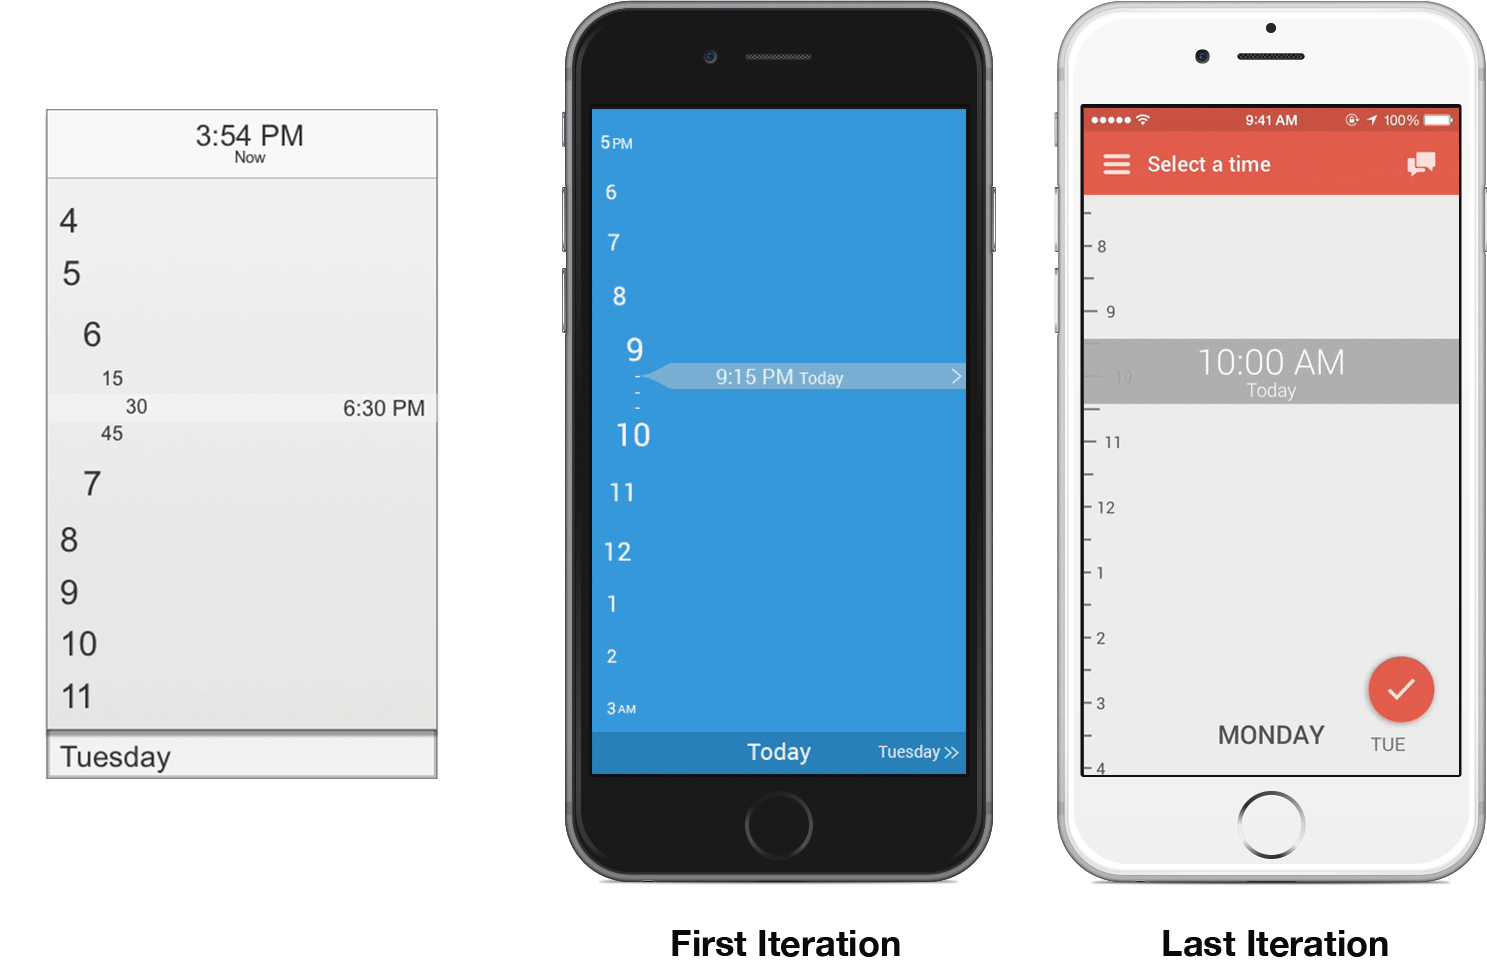 3:54 PM
Now
4
5
6
15
30 6:30 PM
45
7
8
9
10
11
Tuesday
5 PM
6
7
8
9
9:15 PM Today
10
11
12
1
2
3 AM
Today Tuesday >>
First Iteration
9:41 AM 100%
Select a time
8
9
10:00 AM
10
Today
11
12
1
2
3
MONDAY TUE
4
Last Iteration